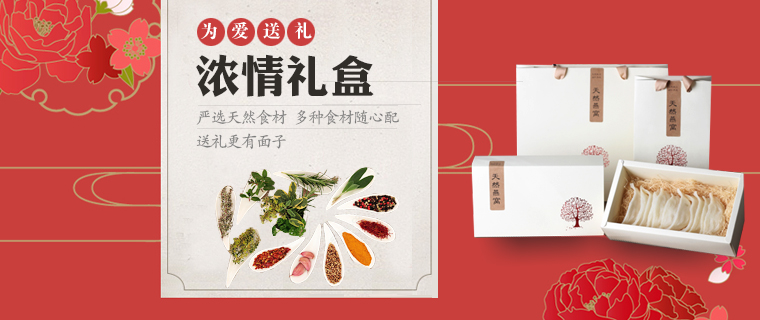 为爱送礼
浓情礼盒
严选天然食材 多种食材随心配
送礼更有面子
天然燕窝
天然燕窝
天然燕窝